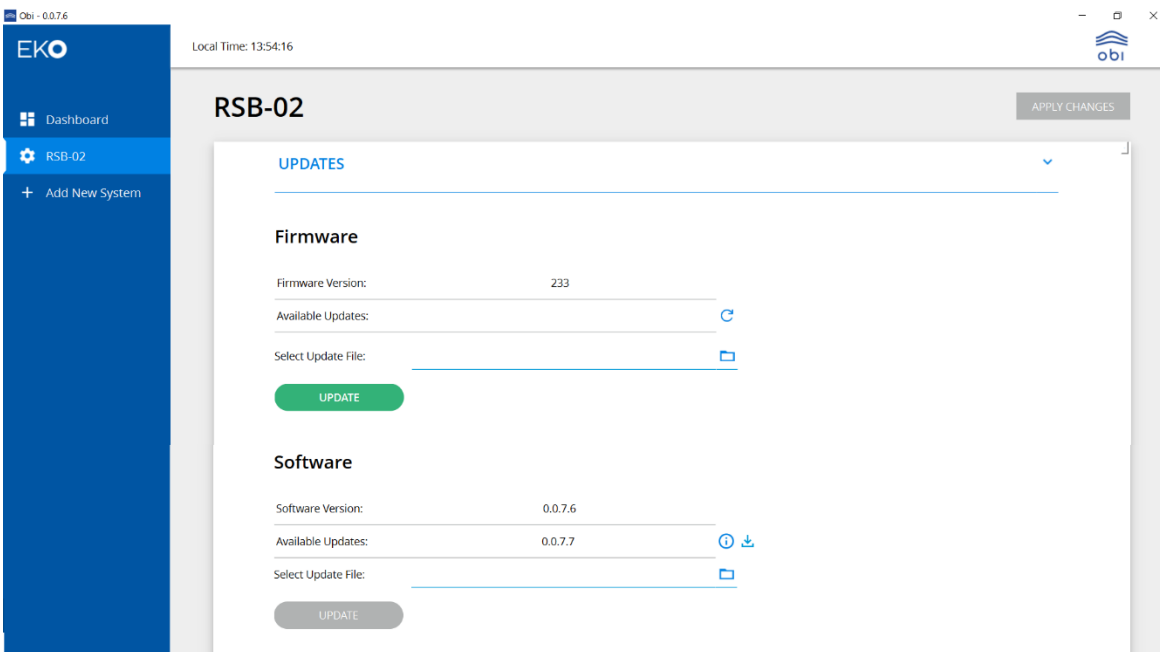 Obi - 0.0.7.6
EKO
Local Time: 13:54:16
obi
Dashboard
RSB-02
Add New System
RSB-02
APPLY CHANGES
UPDATES
Firmware
Firmware Version: 233
Available Updates:
Select Update File:
UPDATE
Software
Software Version: 0.0.7.6
Available Updates: 0.0.7.7
Select Update File:
UPDATE